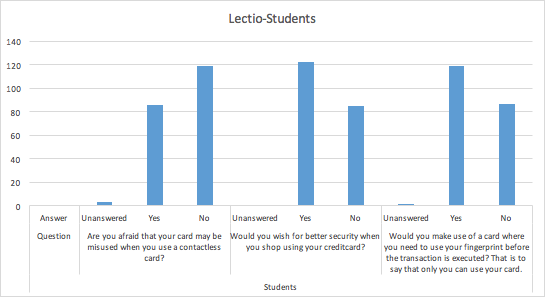 Lectio-Students
140
120
100
80
60
40
20
0
Answer Unanswered Yes No Unanswered Yes No Unanswered Yes No
Question
Are you afraid that your card may be
misused when you use a contactless
card?
Would you wish for better security when
you shop using your creditcard?
Would you make use of a card where
you need to use your fingerprint before
the transaction is executed? That is to
say that only you can use your card.
Students